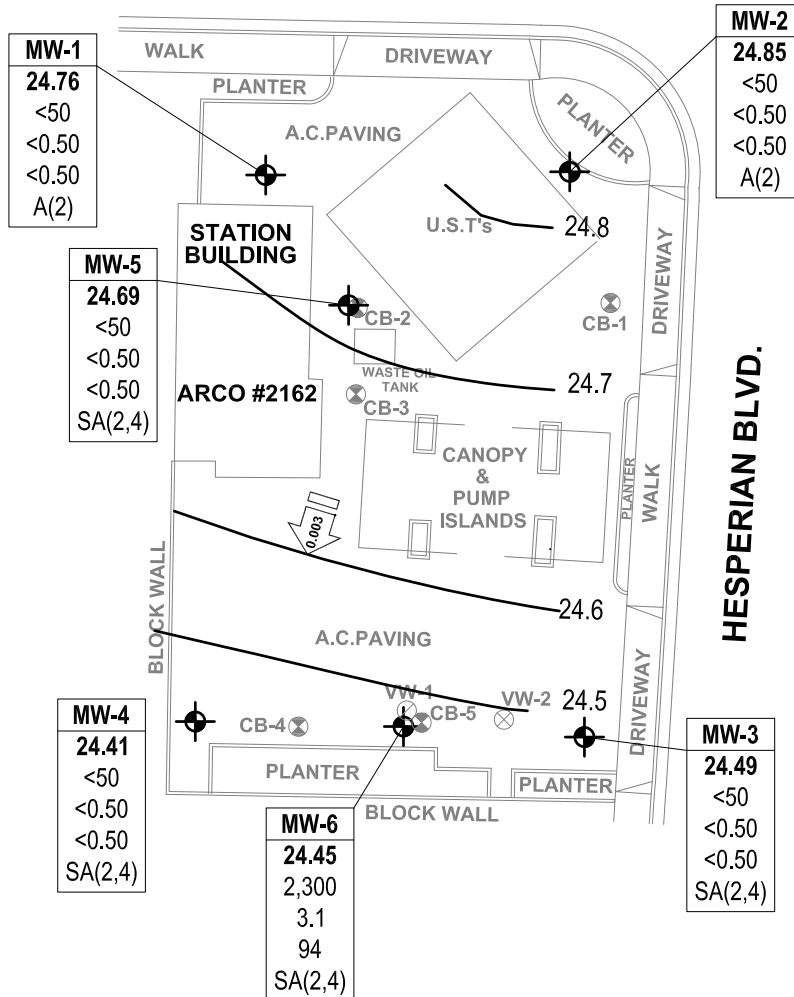 MW-1
24.76
<50
<0.50
<0.50
A(2)
MW-2
24.85
<50
<0.50
<0.50
A(2)
WALK
DRIVEWAY
PLANTER
PLANTER
A.C.PAVING
U.S.T's
24.8
STATION
BUILDING
MW-5
24.69
<50
<0.50
<0.50
SA(2,4)
CB-2
CB-1
DRIVEWAY
WASTE OIL
TANK
24.7
ARCO #2162
CB-3
CANOPY
&
PUMP
ISLANDS
PLANTER
WALK
HESPERIAN BLVD.
0.003
BLOCK WALL
24.6
A.C.PAVING
DRIVEWAY
24.5
VW-1
VW-2
CB-4
CB-5
MW-4
24.41
<50
<0.50
<0.50
SA(2,4)
MW-3
24.49
<50
<0.50
<0.50
SA(2,4)
PLANTER
PLANTER
BLOCK WALL
MW-6
24.45
2,300
3.1
94
SA(2,4)